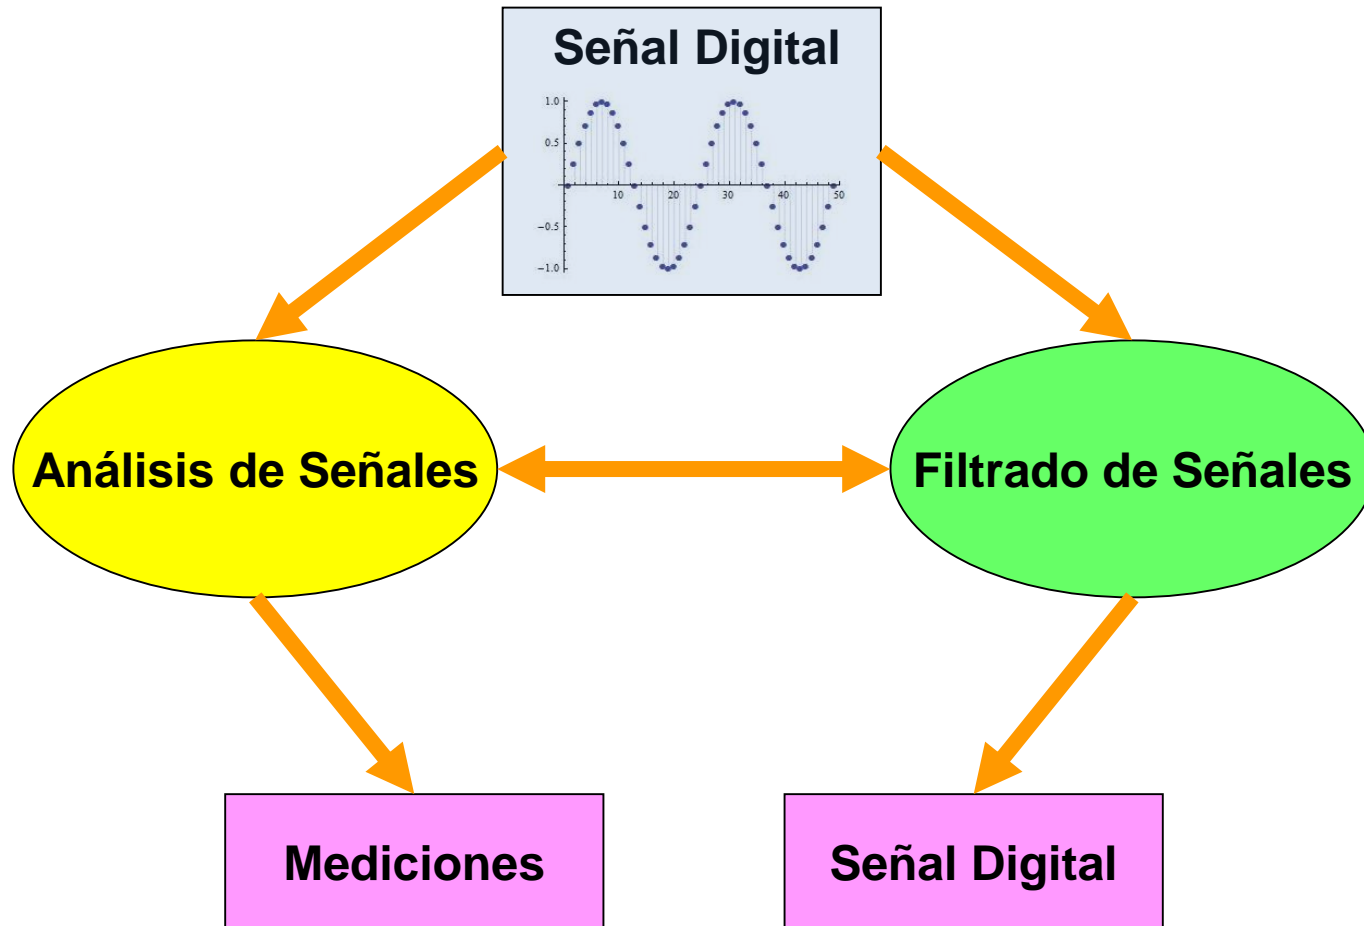 Señal Digital
1.0
0.5
10 20 30 40 50
−0.5
−1.0
Análisis de Señales
Filtrado de Señales
Mediciones
Señal Digital